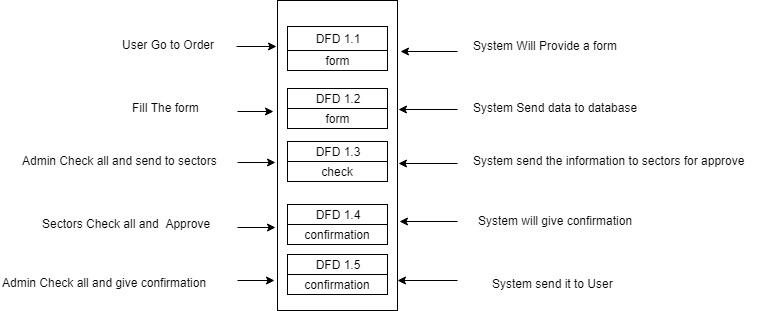 User Go to Order
DFD 1.1
form
System Will Provide a form
Fill The form
DFD 1.2
form
System Send data to database
Admin Check all and send to sectors
DFD 1.3
check
System send the information to sectors for approve
Sectors Check all and Approve
DFD 1.4
confirmation
System will give confirmation
Admin Check all and give confirmation
DFD 1.5
confirmation
System send it to User